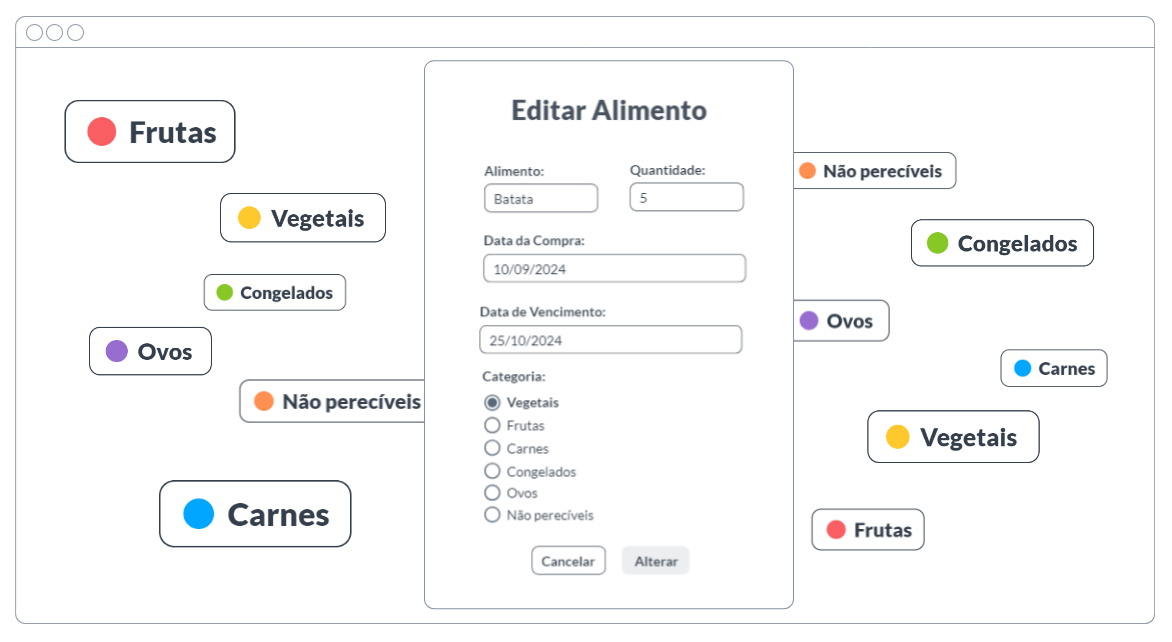 Frutas
Vegetais
Congelados
Ovos
Não perecíveis
Carnes
Editar Alimento
Alimento:
Batata
Quantidade:
5
Data da Compra:
10/09/2024
Data de Vencimento:
25/10/2024
Categoria:
Vegetais
Frutas
Carnes
Congelados
Ovos
Não perecíveis
Cancelar
Alterar
Não perecíveis
Congelados
Ovos
Carnes
Vegetais
Frutas